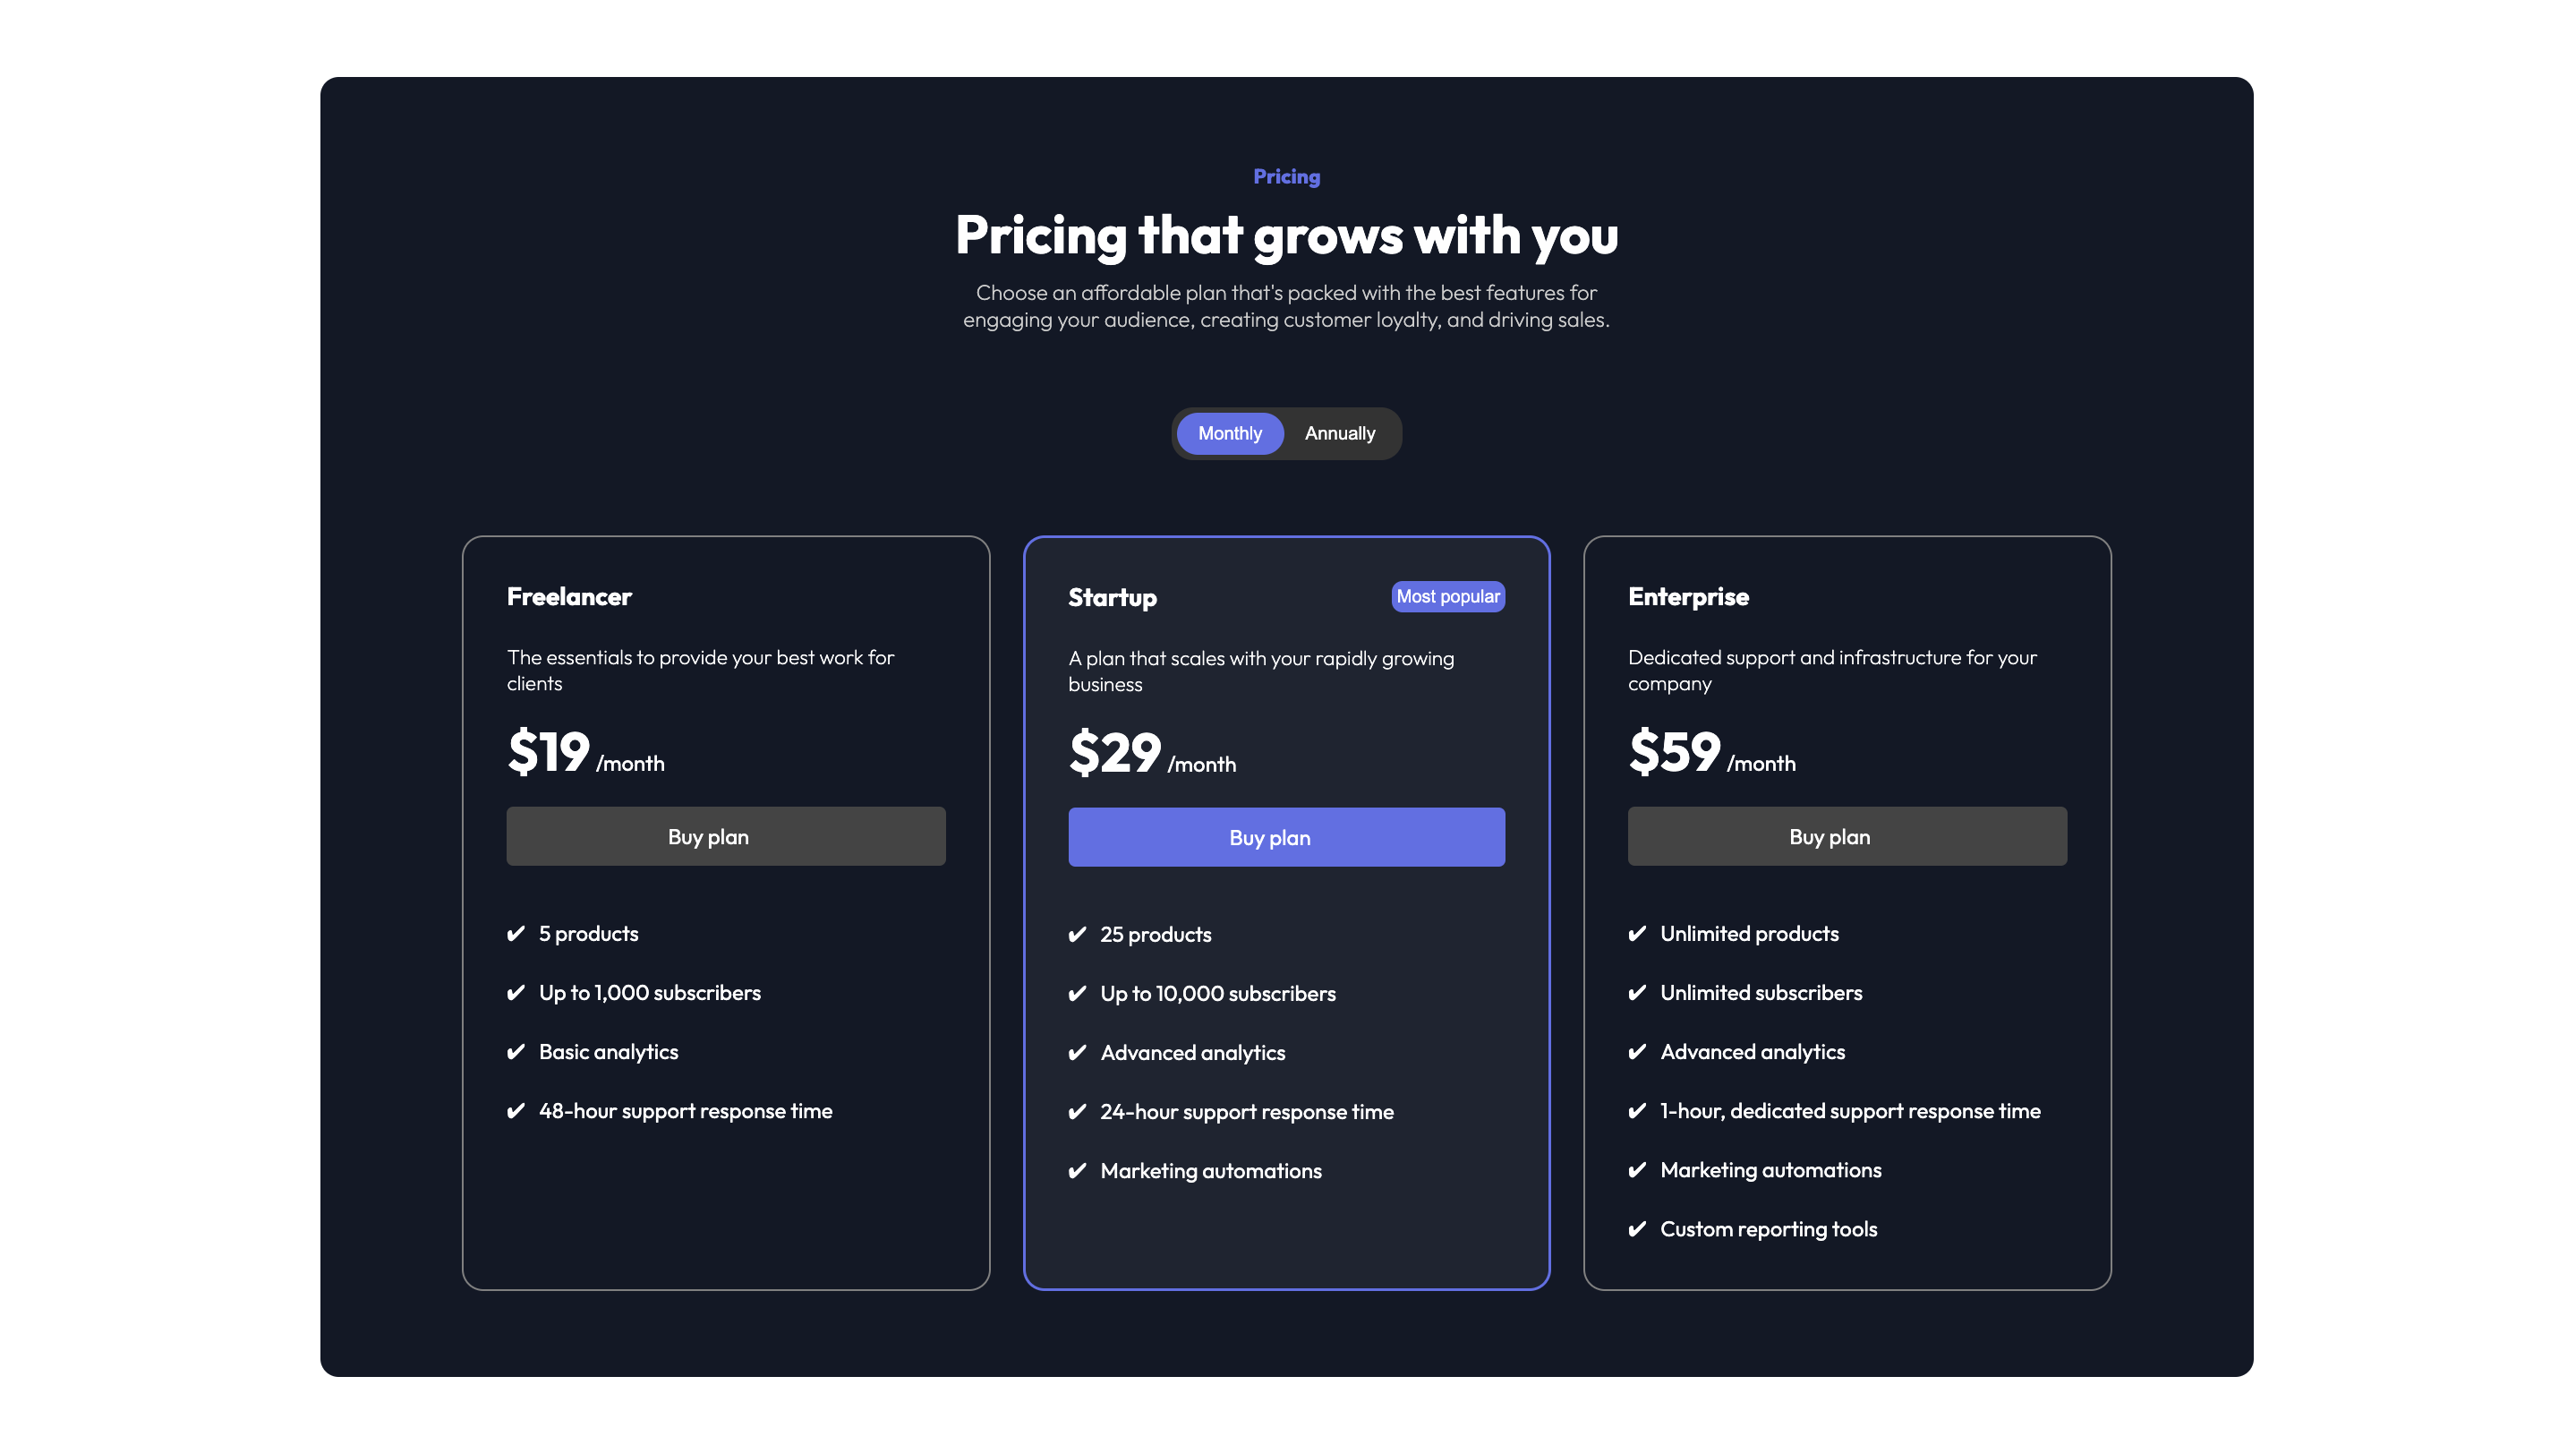 Pricing
Pricing that grows with you
Choose an affordable plan that's packed with the best features for
engaging your audience, creating customer loyalty, and driving sales.
Monthly
Annually
Freelancer
The essentials to provide your best work for
clients
$19 /month
Buy plan
✔ 5 products
✔ Up to 1,000 subscribers
✔ Basic analytics
✔ 48-hour support response time
Startup
Most popular
A plan that scales with your rapidly growing
business
$29 /month
Buy plan
✔ 25 products
✔ Up to 10,000 subscribers
✔ Advanced analytics
✔ 24-hour support response time
✔ Marketing automations
Enterprise
Dedicated support and infrastructure for your
company
$59 /month
Buy plan
✔ Unlimited products
✔ Unlimited subscribers
✔ Advanced analytics
✔ 1-hour, dedicated support response time
✔ Marketing automations
✔ Custom reporting tools